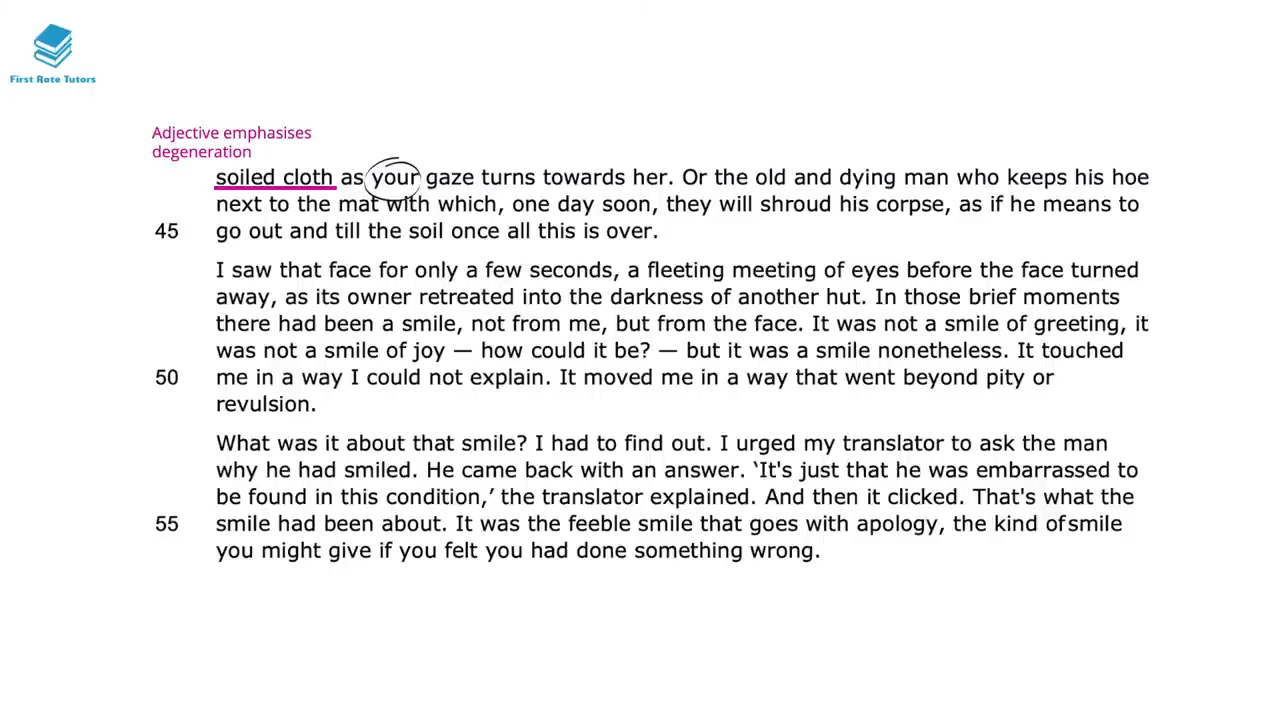 First Rate Tutors
Adjective emphasises
degeneration
soiled cloth as your gaze turns towards her. Or the old and dying man who keeps his hoe
next to the mat with which, one day soon, they will shroud his corpse, as if he means to
45 go out and till the soil once all this is over.
I saw that face for only a few seconds, a fleeting meeting of eyes before the face turned
away, as its owner retreated into the darkness of another hut. In those brief moments
there had been a smile, not from me, but from the face. It was not a smile of greeting, it
was not a smile of joy — how could it be? — but it was a smile nonetheless. It touched
50 me in a way I could not explain. It moved me in a way that went beyond pity or
revulsion.
What was it about that smile? I had to find out. I urged my translator to ask the man
why he had smiled. He came back with an answer. ‘It's just that he was embarrassed to
be found in this condition,’ the translator explained. And then it clicked. That's what the
55 smile had been about. It was the feeble smile that goes with apology, the kind of smile
you might give if you felt you had done something wrong.